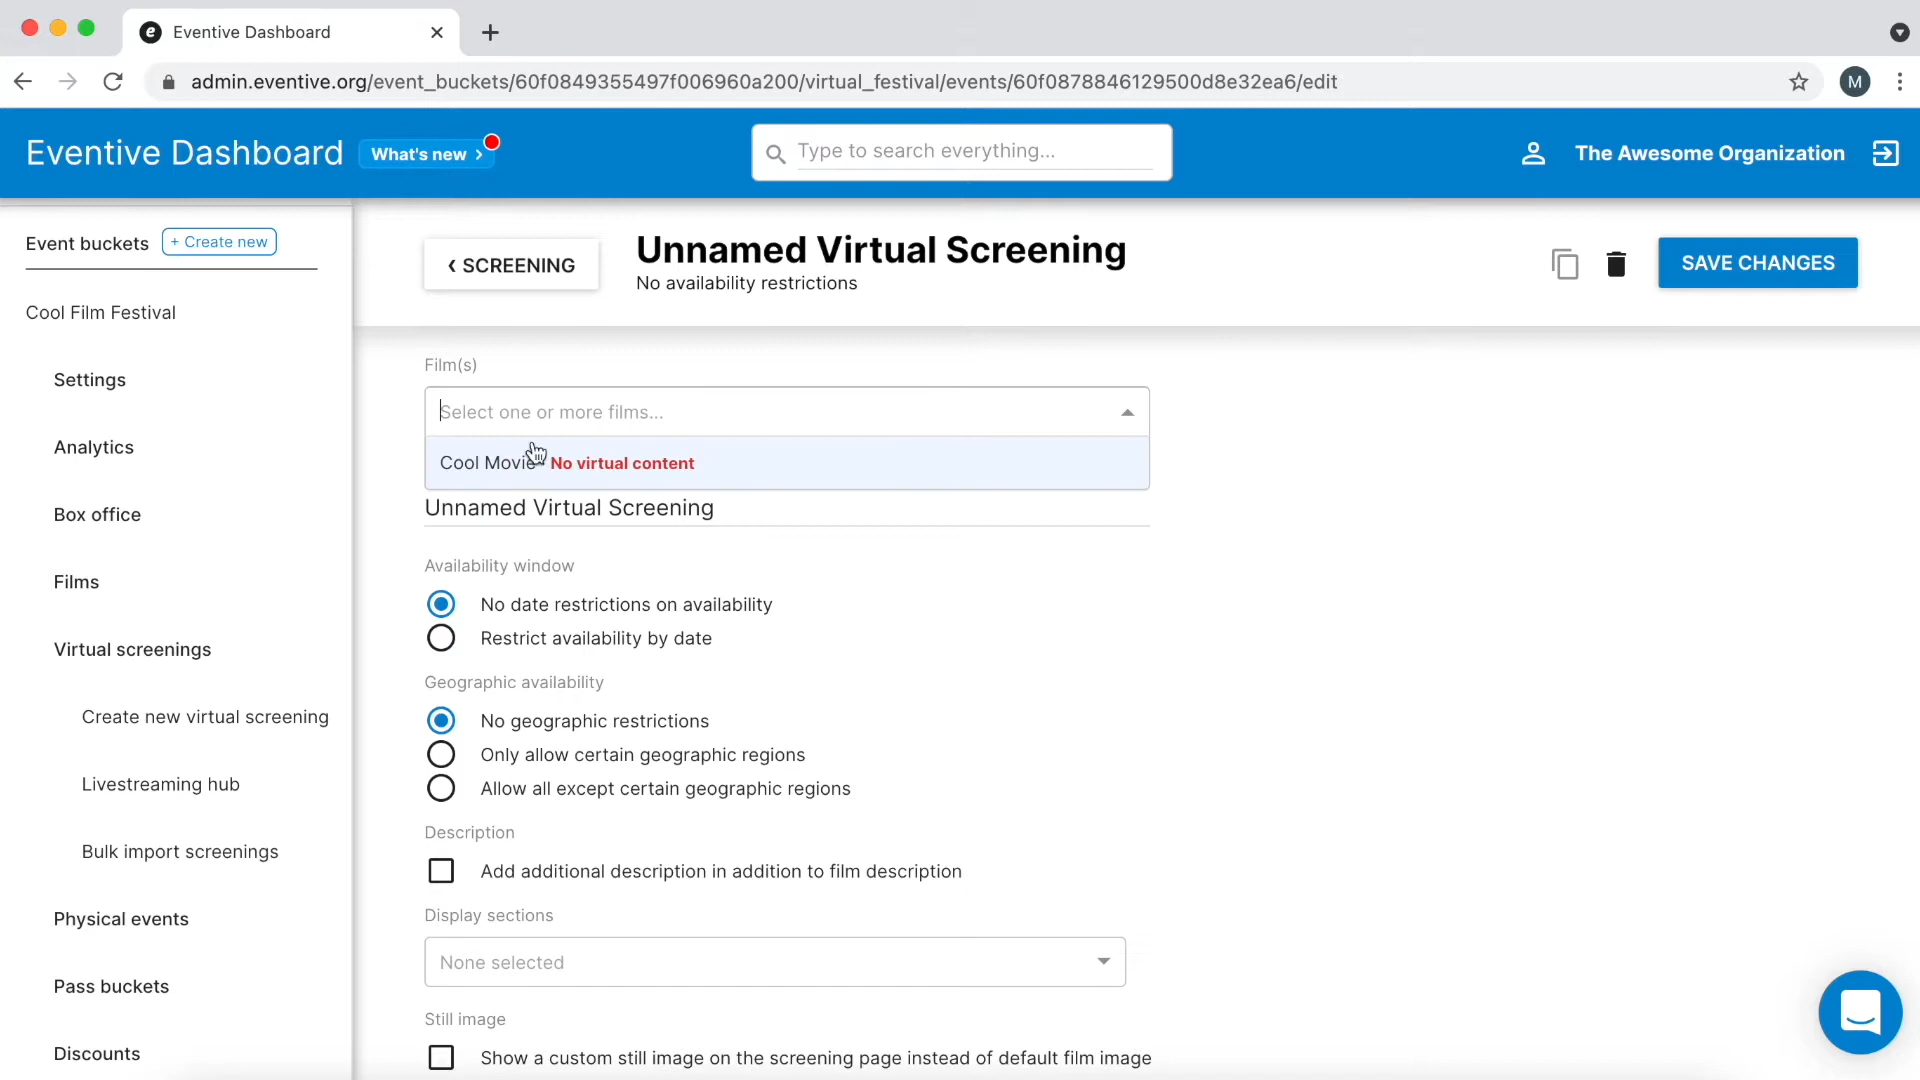 Eventive Dashboard
admin.eventive.org/event_buckets/60f0849355497f006960a200/virtual_festival/events/60f0878846129500d8e32ea6/edit
M
Eventive Dashboard
What's new ›
Type to search everything...
The Awesome Organization
Event buckets
+ Create new
Cool Film Festival
Settings
Analytics
Box office
Films
Virtual screenings
Create new virtual screening
Livestreaming hub
Bulk import screenings
Physical events
Pass buckets
Discounts
‹ SCREENING
Unnamed Virtual Screening
No availability restrictions
SAVE CHANGES
Film(s)
Select one or more films...
Cool Movie No virtual content
Unnamed Virtual Screening
Availability window
No date restrictions on availability
Restrict availability by date
Geographic availability
No geographic restrictions
Only allow certain geographic regions
Allow all except certain geographic regions
Description
Add additional description in addition to film description
Display sections
None selected
Still image
Show a custom still image on the screening page instead of default film image